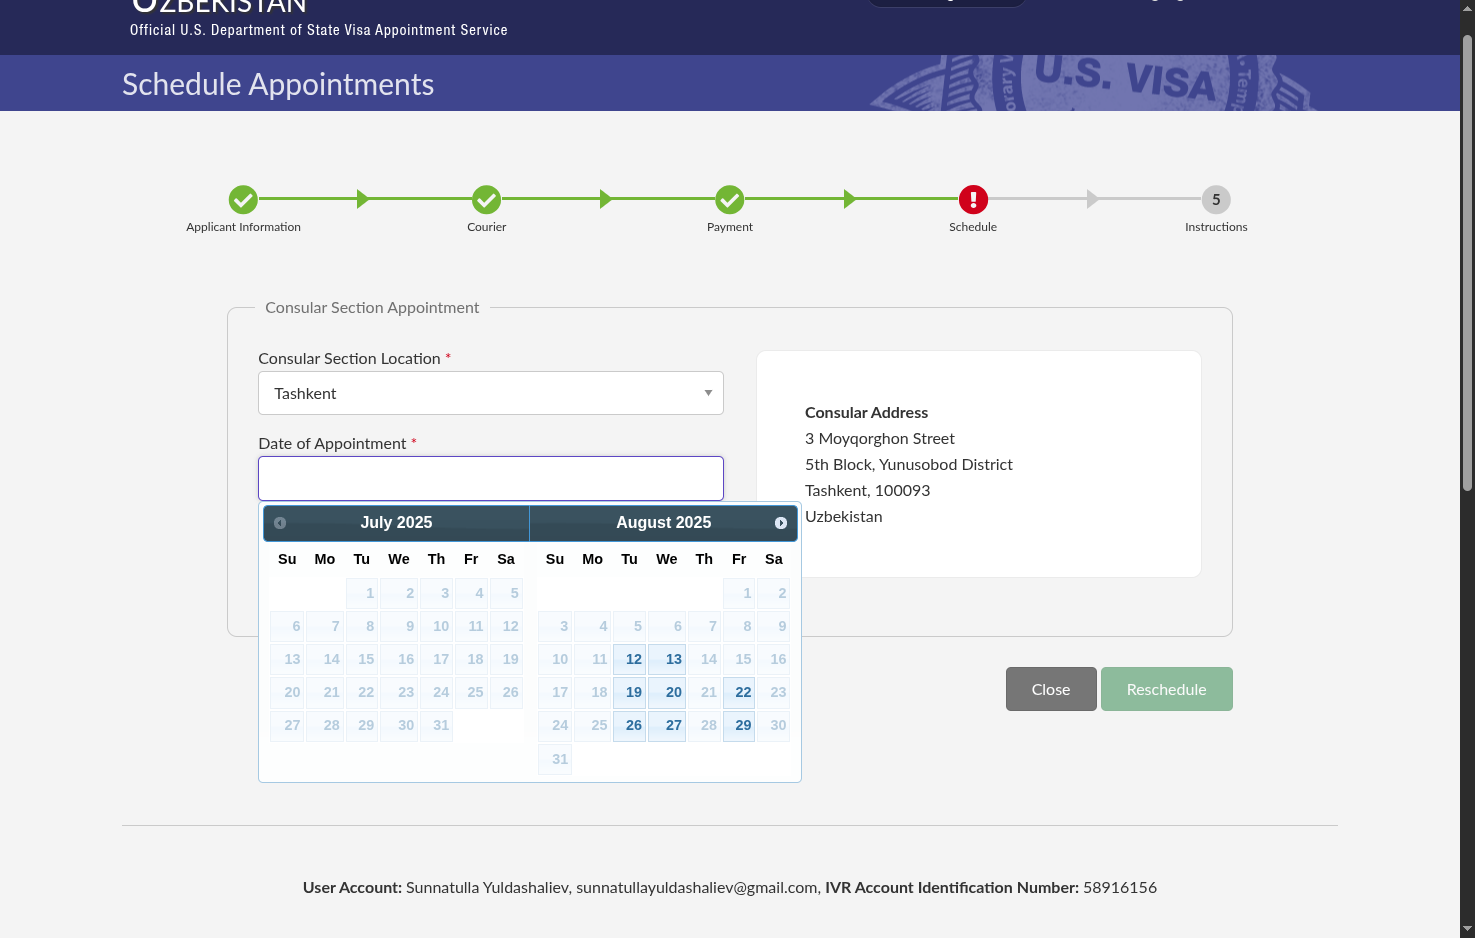 UZBEKISTAN
Official U.S. Department of State Visa Appointment Service
Schedule Appointments
U.S. VISA
Applicant Information
Courier
Payment
Schedule
5
Instructions
Consular Section Appointment
Consular Section Location *
Tashkent
Date of Appointment *
Consular Address
3 Moyqorghon Street
5th Block, Yunusobod District
Tashkent, 100093
Uzbekistan
July 2025
Su Mo Tu We Th Fr Sa
1 2 3 4 5
6 7 8 9 10 11 12
13 14 15 16 17 18 19
20 21 22 23 24 25 26
27 28 29 30 31
August 2025
Su Mo Tu We Th Fr Sa
1 2
3 4 5 6 7 8 9
10 11 12 13 14 15 16
17 18 19 20 21 22 23
24 25 26 27 28 29 30
31
Close
Reschedule
User Account: Sunnatulla Yuldashaliev, sunnatullayuldashaliev@gmail.com, IVR Account Identification Number: 58916156